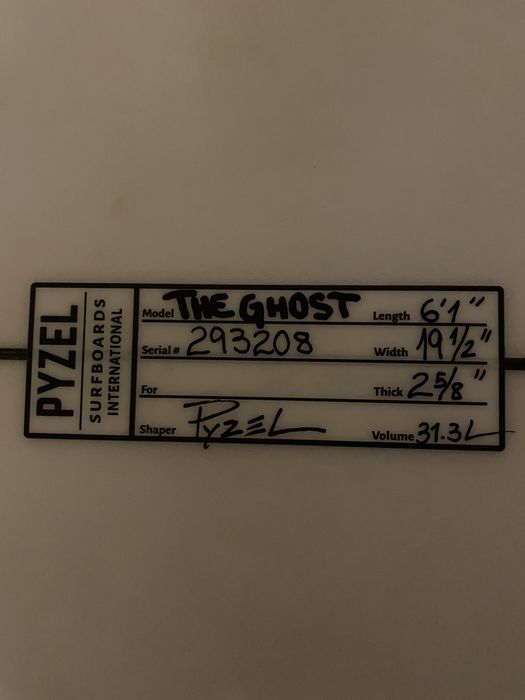 PYZEL
SURFBOARDS
INTERNATIONAL
Model THE GHOST Length 6'1"
Serial # 293208 Width 19 1/2"
For Thick 2 5/8"
Shaper PYZEL Volume 31.3L